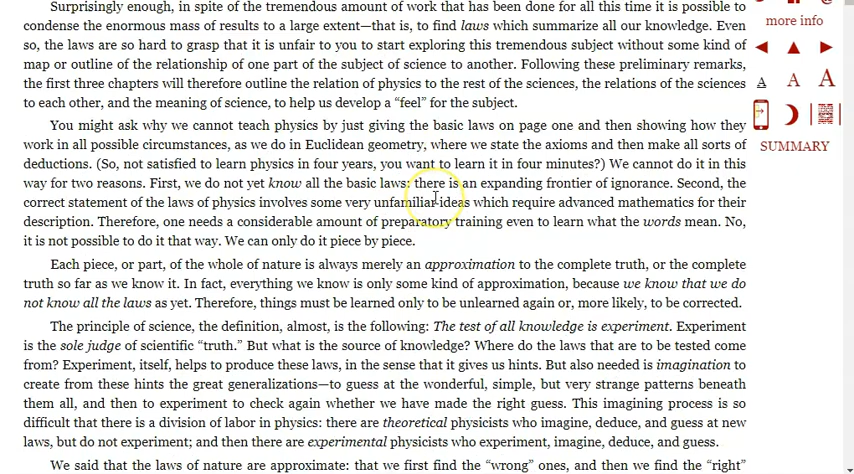 Surprisingly enough, in spite of the tremendous amount of work that has been done for all this time it is possible to
condense the enormous mass of results to a large extent—that is, to find laws which summarize all our knowledge. Even
so, the laws are so hard to grasp that it is unfair to you to start exploring this tremendous subject without some kind of
map or outline of the relationship of one part of the subject of science to another. Following these preliminary remarks,
the first three chapters will therefore outline the relation of physics to the rest of the sciences, the relations of the sciences
to each other, and the meaning of science, to help us develop a “feel” for the subject.
You might ask why we cannot teach physics by just giving the basic laws on page one and then showing how they
work in all possible circumstances, as we do in Euclidean geometry, where we state the axioms and then make all sorts of
deductions. (So, not satisfied to learn physics in four years, you want to learn it in four minutes?) We cannot do it in this
way for two reasons. First, we do not yet know all the basic laws: there is an expanding frontier of ignorance. Second, the
correct statement of the laws of physics involves some very unfamiliar ideas which require advanced mathematics for their
description. Therefore, one needs a considerable amount of preparatory training even to learn what the words mean. No,
it is not possible to do it that way. We can only do it piece by piece.
Each piece, or part, of the whole of nature is always merely an approximation to the complete truth, or the complete
truth so far as we know it. In fact, everything we know is only some kind of approximation, because we know that we do
not know all the laws as yet. Therefore, things must be learned only to be unlearned again or, more likely, to be corrected.
The principle of science, the definition, almost, is the following: The test of all knowledge is experiment. Experiment
is the sole judge of scientific “truth.” But what is the source of knowledge? Where do the laws that are to be tested come
from? Experiment, itself, helps to produce these laws, in the sense that it gives us hints. But also needed is imagination to
create from these hints the great generalizations—to guess at the wonderful, simple, but very strange patterns beneath
them all, and then to experiment to check again whether we have made the right guess. This imagining process is so
difficult that there is a division of labor in physics: there are theoretical physicists who imagine, deduce, and guess at new
laws, but do not experiment; and then there are experimental physicists who experiment, imagine, deduce, and guess.
We said that the laws of nature are approximate: that we first find the “wrong” ones, and then we find the “right”
more info
A A A
SUMMARY